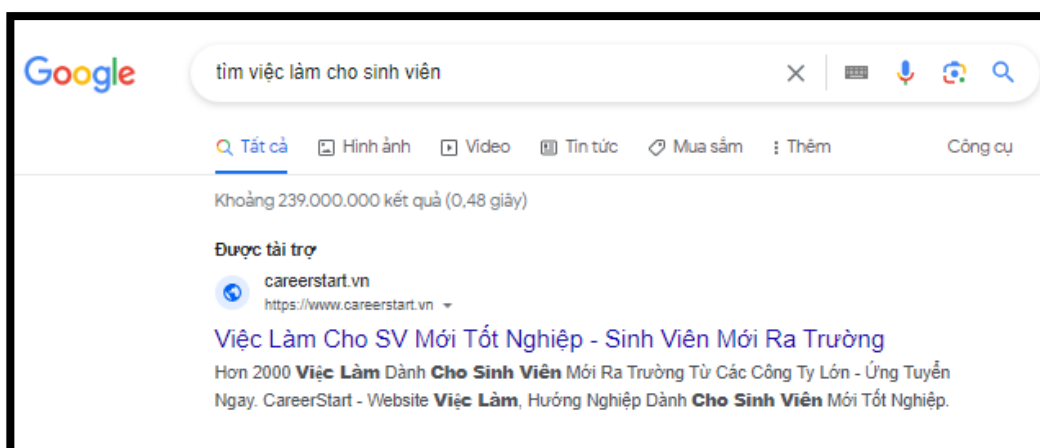 Google
tìm việc làm cho sinh viên
Tất cả Hình ảnh Video Tin tức Mua sắm Thêm Công cụ
Khoảng 239.000.000 kết quả (0,48 giây)
Được tài trợ
careerstart.vn
https://www.careerstart.vn
Việc Làm Cho SV Mới Tốt Nghiệp - Sinh Viên Mới Ra Trường
Hơn 2000 Việc Làm Dành Cho Sinh Viên Mới Ra Trường Từ Các Công Ty Lớn - Ứng Tuyển
Ngay. CareerStart - Website Việc Làm, Hướng Nghiệp Dành Cho Sinh Viên Mới Tốt Nghiệp.